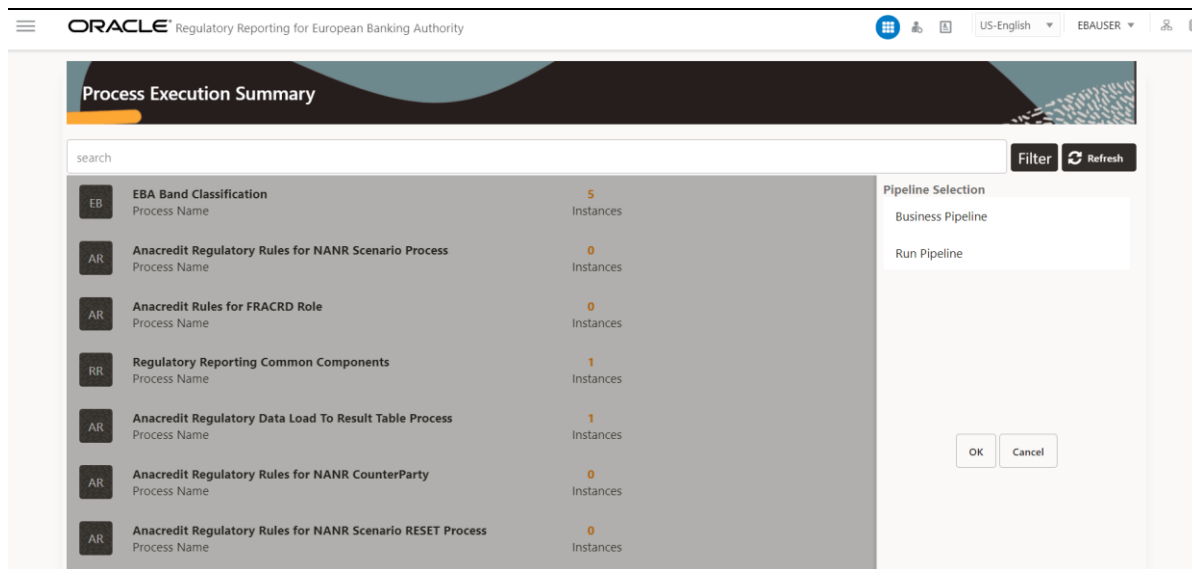 ORACLE® Regulatory Reporting for European Banking Authority
US-English
EBAUSER
Process Execution Summary
search
Filter
Refresh
EB
EBA Band Classification
Process Name
5
Instances
AR
Anacredit Regulatory Rules for NANR Scenario Process
Process Name
0
Instances
AR
Anacredit Rules for FRACRD Role
Process Name
0
Instances
RR
Regulatory Reporting Common Components
Process Name
1
Instances
AR
Anacredit Regulatory Data Load To Result Table Process
Process Name
1
Instances
AR
Anacredit Regulatory Rules for NANR CounterParty
Process Name
0
Instances
AR
Anacredit Regulatory Rules for NANR Scenario RESET Process
Process Name
0
Instances
Pipeline Selection
Business Pipeline
Run Pipeline
OK
Cancel